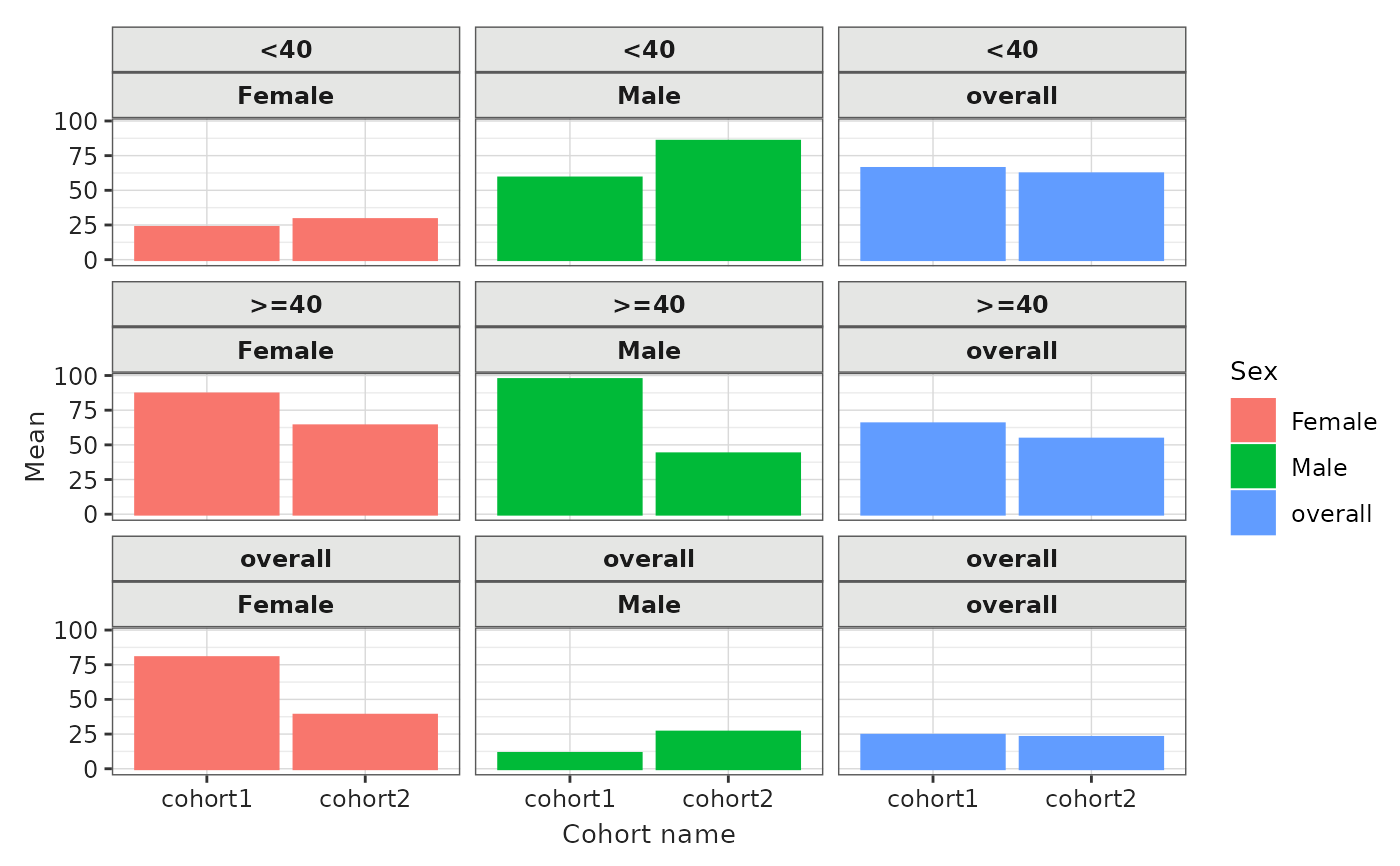 <40 <40 <40
Female Male overall
100
75
50
25
0
>=40 >=40 >=40
Female Male overall
100
75
50
25
0
Mean
overall overall overall
Female Male overall
100
75
50
25
0
cohort1 cohort2 cohort1 cohort2 cohort1 cohort2
Cohort name
Sex
Female
Male
overall